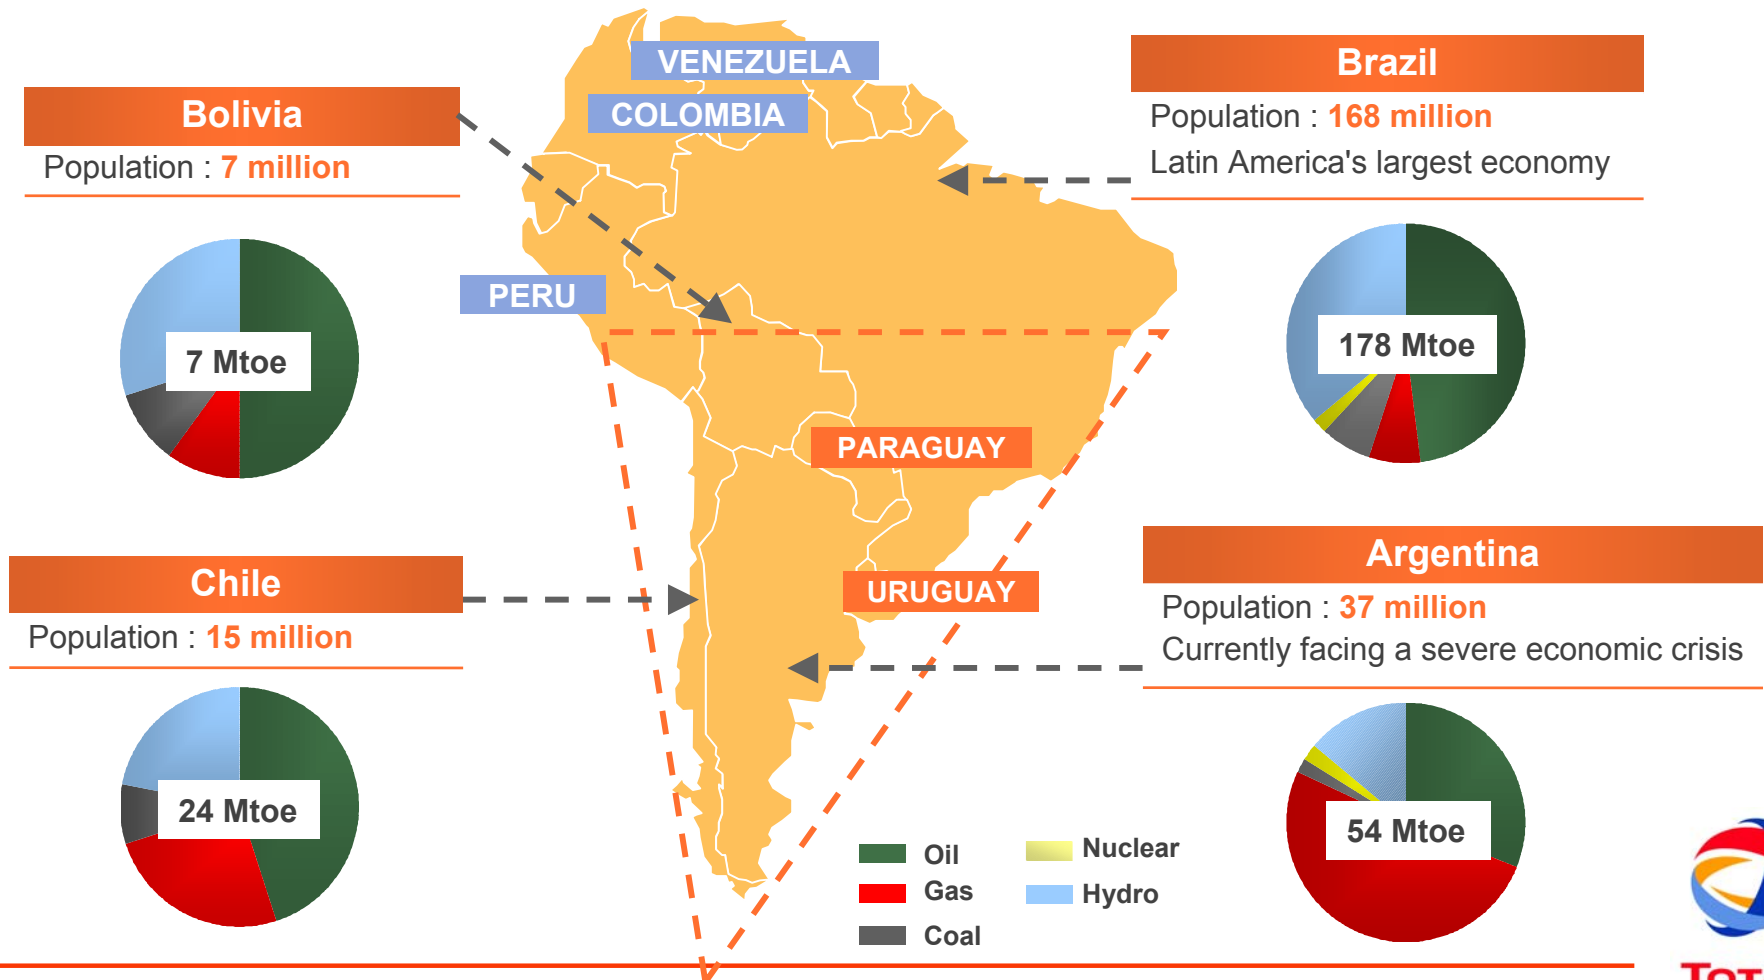 VENEZUELA
COLOMBIA
PERU
PARAGUAY
URUGUAY
Bolivia
Population : 7 million
7 Mtoe
Brazil
Population : 168 million
Latin America's largest economy
178 Mtoe
Chile
Population : 15 million
24 Mtoe
Argentina
Population : 37 million
Currently facing a severe economic crisis
54 Mtoe
Oil
Gas
Coal
Nuclear
Hydro